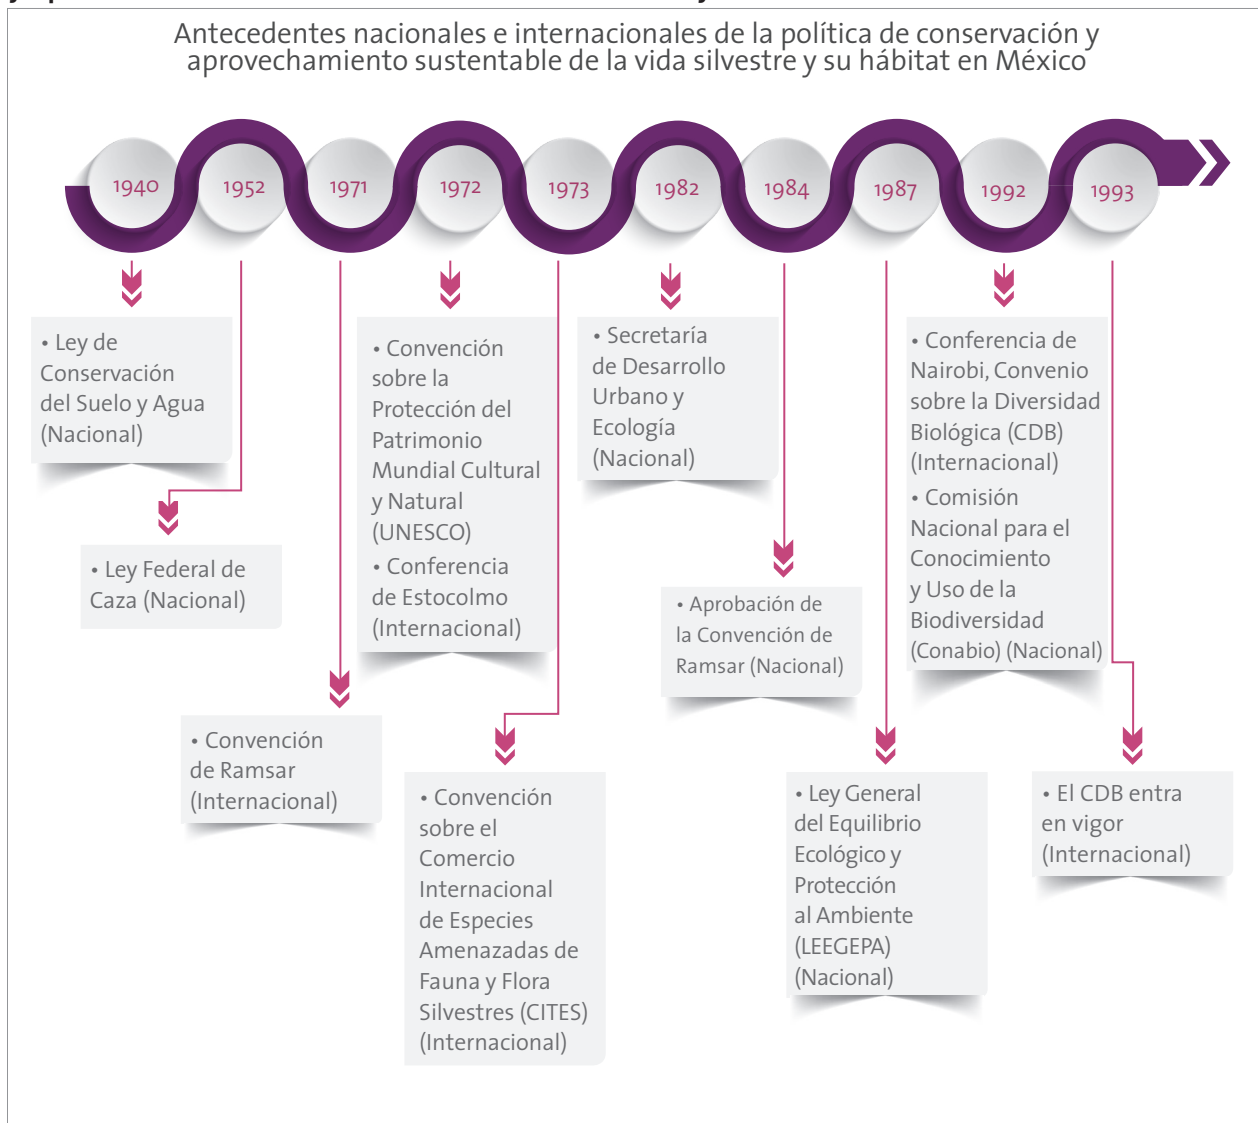 Antecedentes nacionales e internacionales de la política de conservación y
aprovechamiento sustentable de la vida silvestre y su hábitat en México
1940
1952
1971
1972
1973
1982
1984
1987
1992
1993
• Ley de
Conservación
del Suelo y Agua
(Nacional)
• Ley Federal de
Caza (Nacional)
• Convención
de Ramsar
(Internacional)
• Convención
sobre la
Protección del
Patrimonio
Mundial Cultural
y Natural
(UNESCO)
• Conferencia
de Estocolmo
(Internacional)
• Convención
sobre el
Comercio
Internacional
de Especies
Amenazadas de
Fauna y Flora
Silvestres (CITES)
(Internacional)
• Secretaría
de Desarrollo
Urbano y
Ecología
(Nacional)
• Aprobación de
la Convención de
Ramsar (Nacional)
• Ley General
del Equilibrio
Ecológico y
Protección
al Ambiente
(LEEGEPA)
(Nacional)
• Conferencia de
Nairobi, Convenio
sobre la Diversidad
Biológica (CDB)
(Internacional)
• Comisión
Nacional para el
Conocimiento
y Uso de la
Biodiversidad
(Conabio) (Nacional)
• El CDB entra
en vigor
(Internacional)